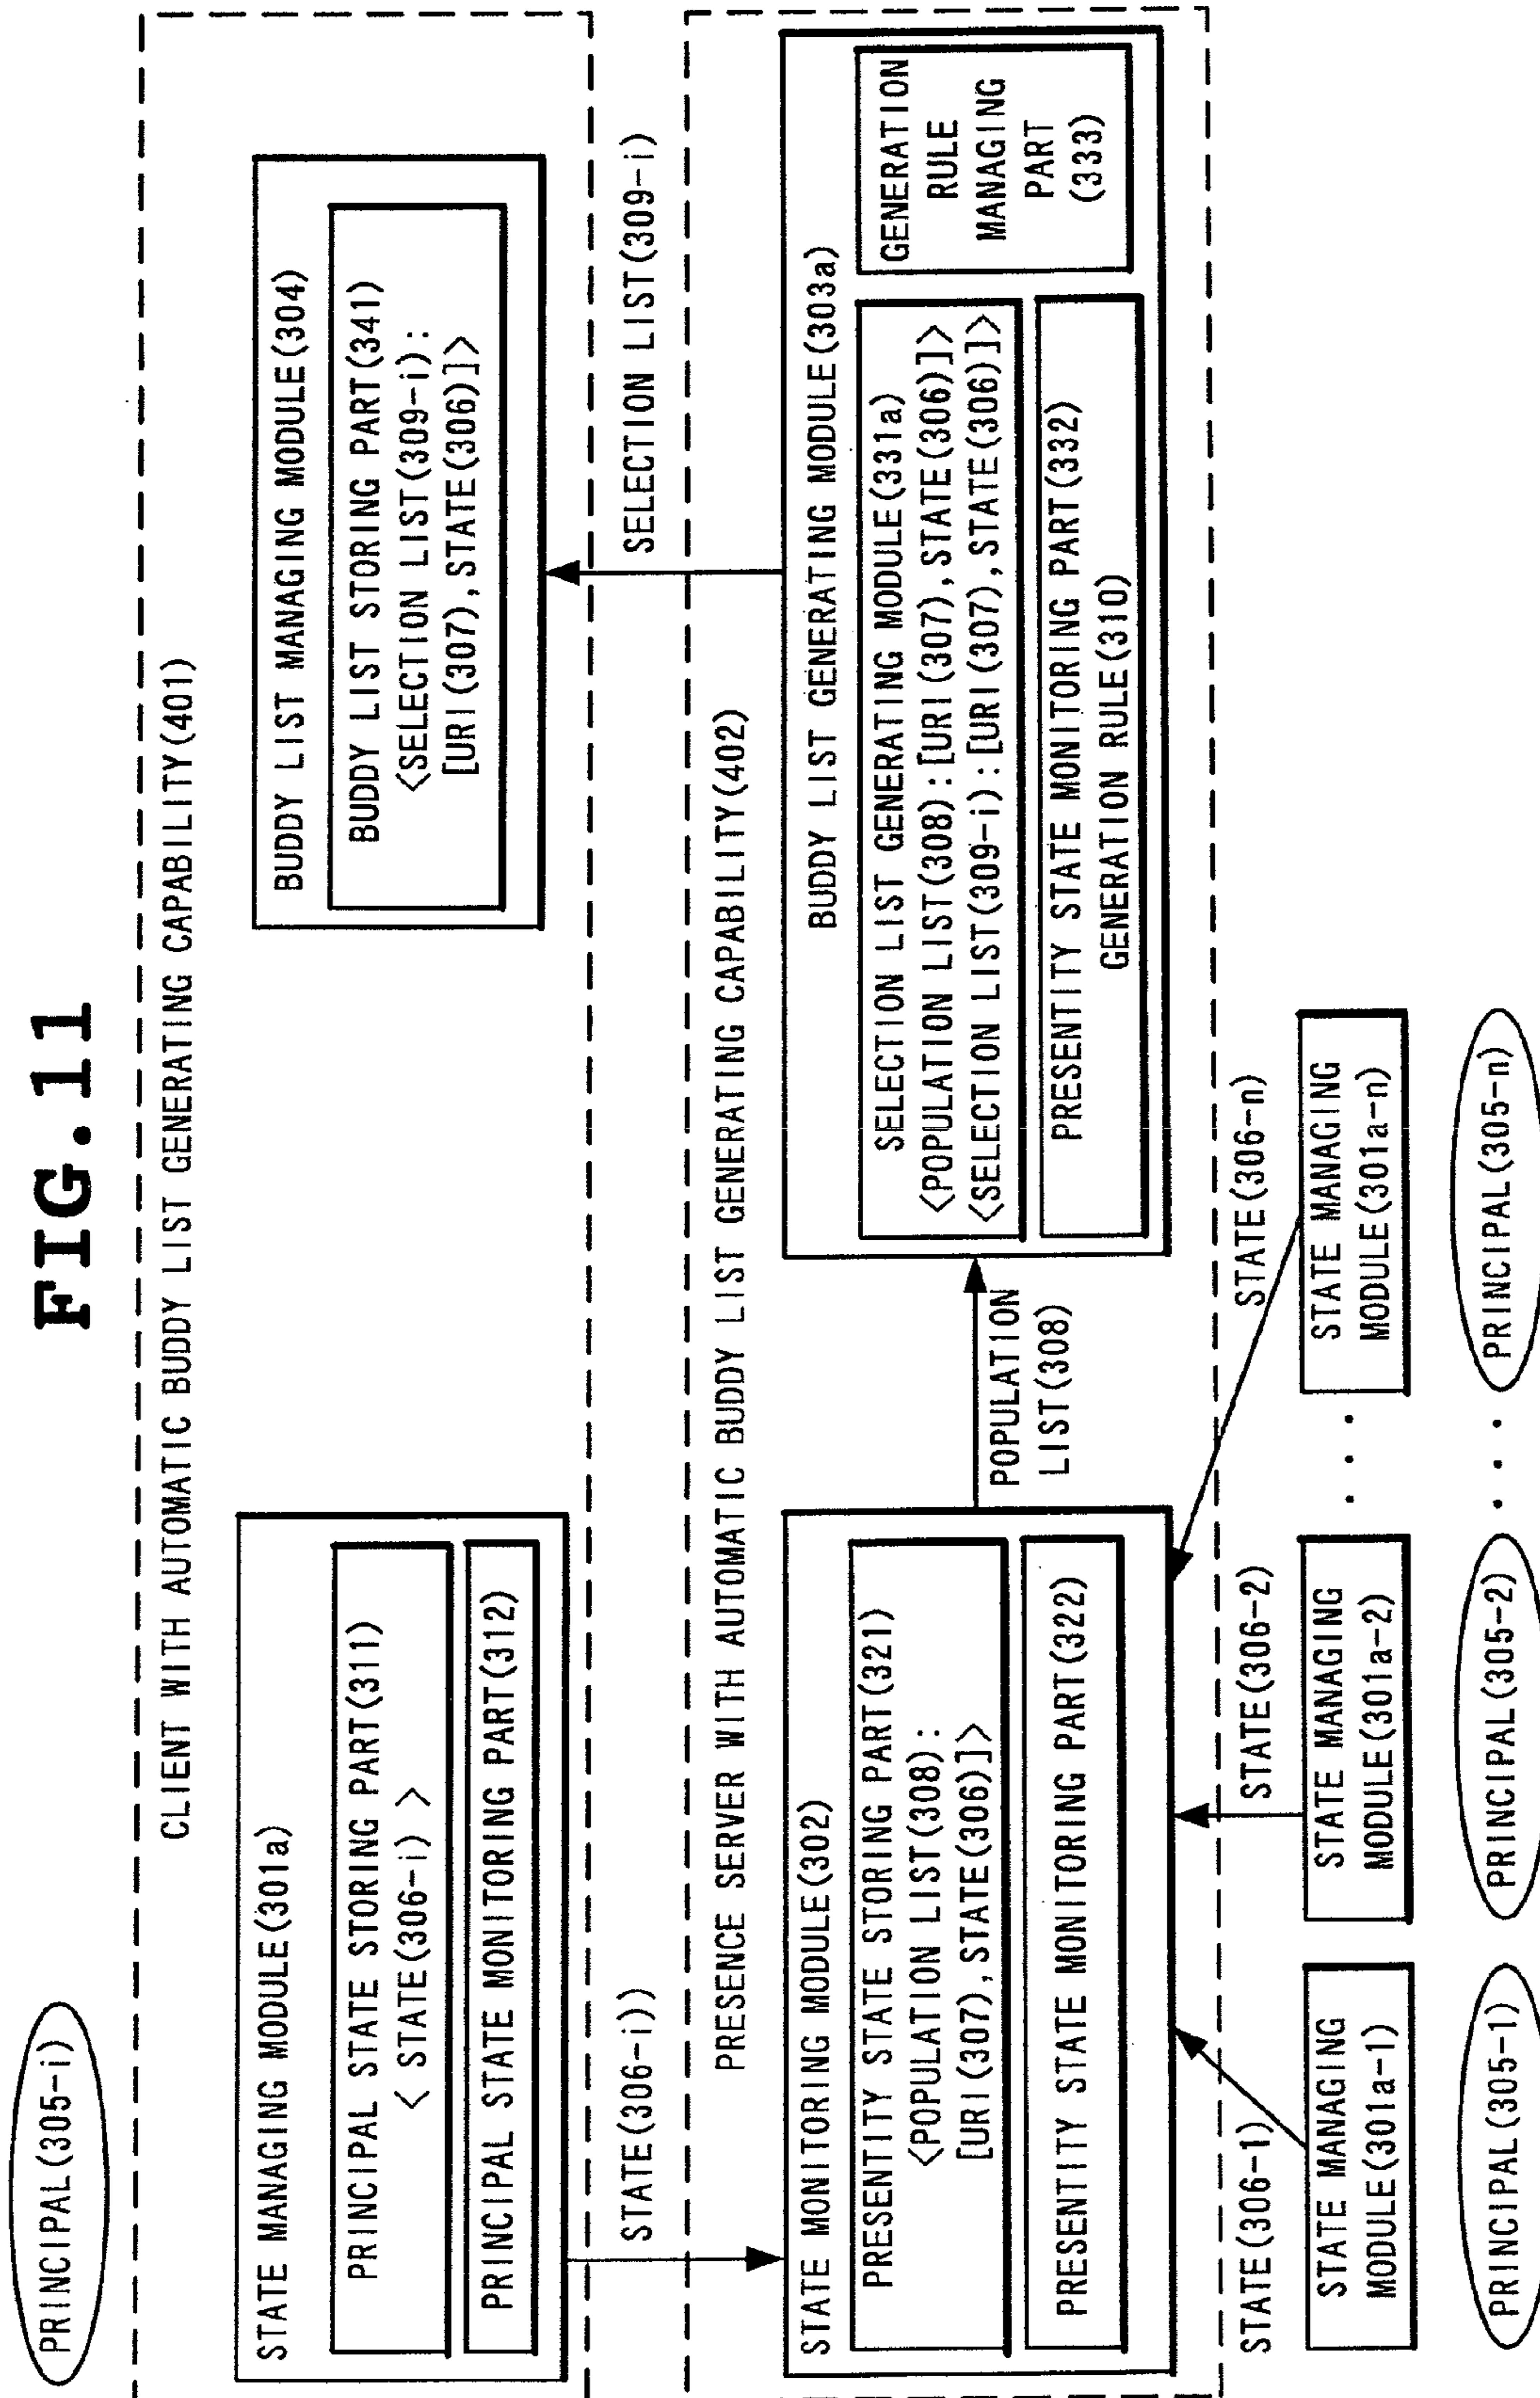 FIG.11
PRINCIPAL(305-i)
CLIENT WITH AUTOMATIC BUDDY LIST GENERATING CAPABILITY(401)
STATE MANAGING MODULE(301a)
PRINCIPAL STATE STORING PART(311)
< STATE(306-i) >
PRINCIPAL STATE MONITORING PART(312)
BUDDY LIST MANAGING MODULE(304)
BUDDY LIST STORING PART(341)
<SELECTION LIST(309-i):
[URI(307),STATE(306)]>
STATE(306-i))
SELECTION LIST(309-i)
PRESENCE SERVER WITH AUTOMATIC BUDDY LIST GENERATING CAPABILITY(402)
STATE MONITORING MODULE(302)
PRESENTITY STATE STORING PART(321)
<POPULATION LIST(308):
[URI(307),STATE(306)]>
PRESENTITY STATE MONITORING PART(322)
POPULATION
LIST(308)
BUDDY LIST GENERATING MODULE(303a)
SELECTION LIST GENERATING MODULE(331a)
<POPULATION LIST(308):[URI(307),STATE(306)]>
<SELECTION LIST(309-i):[URI(307),STATE(306)]>
PRESENTITY STATE MONITORING PART(332)
GENERATION RULE(310)
GENERATION
RULE
MANAGING
PART
(333)
STATE(306-1)
STATE(306-2)
STATE(306-n)
STATE MANAGING
MODULE(301a-1)
STATE MANAGING
MODULE(301a-2)
. . .
STATE MANAGING
MODULE(301a-n)
PRINCIPAL(305-1)
PRINCIPAL(305-2)
. . .
PRINCIPAL(305-n)